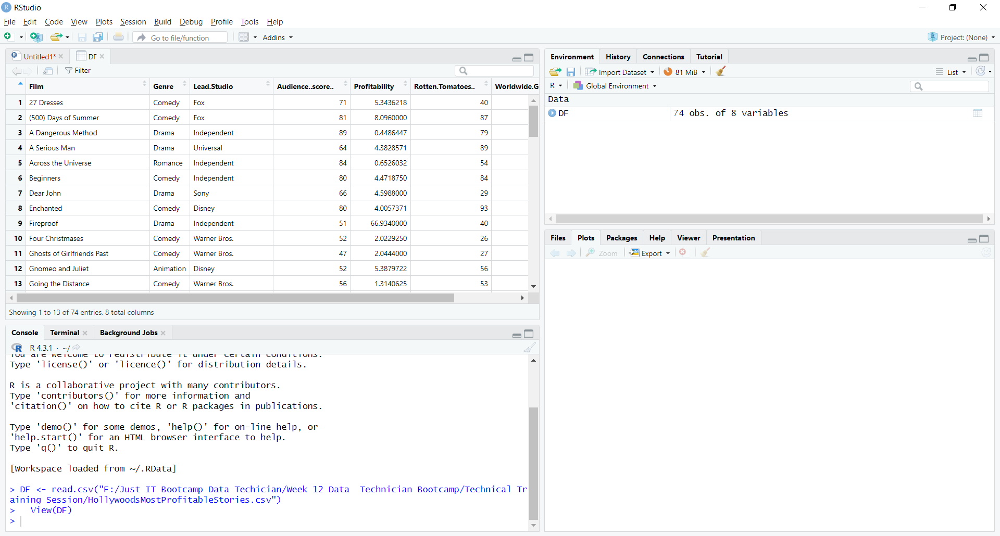 RStudio
File Edit Code View Plots Session Build Debug Profile Tools Help
Go to file/function Addins Project: (None)
Untitled1* DF
Filter
Film Genre Lead.Studio Audience..score.. Profitability Rotten.Tomatoes.. Worldwide.G
1 27 Dresses Comedy Fox 71 5.3436218 40
2 (500) Days of Summer Comedy Fox 81 8.0960000 87
3 A Dangerous Method Drama Independent 89 0.4486447 79
4 A Serious Man Drama Universal 64 4.3828571 89
5 Across the Universe Romance Independent 84 0.6526032 54
6 Beginners Comedy Independent 80 4.4718750 84
7 Dear John Drama Sony 66 4.5988000 29
8 Enchanted Comedy Disney 80 4.0057371 93
9 Fireproof Drama Independent 51 66.9340000 40
10 Four Christmases Comedy Warner Bros. 52 2.0229250 26
11 Ghosts of Girlfriends Past Comedy Warner Bros. 47 2.0444000 27
12 Gnomeo and Juliet Animation Disney 52 5.3879722 56
13 Going the Distance Comedy Warner Bros. 56 1.3140625 53
Showing 1 to 13 of 74 entries, 8 total columns
Console Terminal Background Jobs
R 4.3.1 · ~/
You are welcome to redistribute it under certain conditions.
Type 'license()' or 'licence()' for distribution details.
R is a collaborative project with many contributors.
Type 'contributors()' for more information and
'citation()' on how to cite R or R packages in publications.
Type 'demo()' for some demos, 'help()' for on-line help, or
'help.start()' for an HTML browser interface to help.
Type 'q()' to quit R.
[Workspace loaded from ~/.RData]
> DF <- read.csv("F:/Just IT Bootcamp Data Techician/Week 12 Data  Technician Bootcamp/Technical Tr
aining Session/HollywoodsMostProfitableStories.csv")
>   View(DF)
>
Environment History Connections Tutorial
Import Dataset 81 MiB List
R Global Environment
Data
DF 74 obs. of 8 variables
Files Plots Packages Help Viewer Presentation
Zoom Export